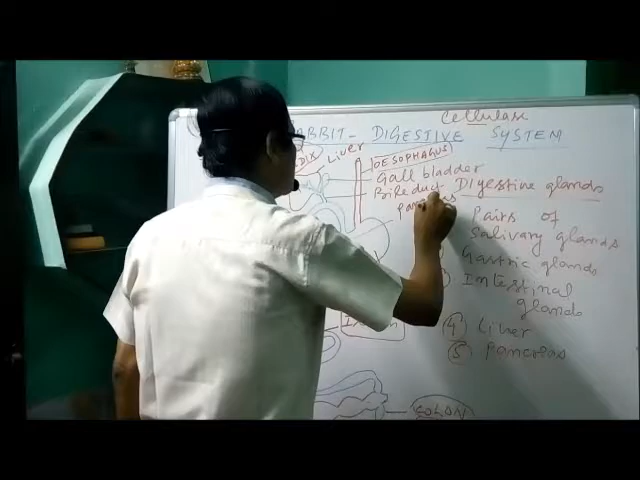 Cellulase
RABBIT - DIGESTIVE SYSTEM
Liver
OESOPHAGUS
Gall bladder
Boile duct Digestive glands
Pairs of
Salivary glands
Gastric glands
Intestinal
glands
④ Liver
⑤ Pancreas
COLON